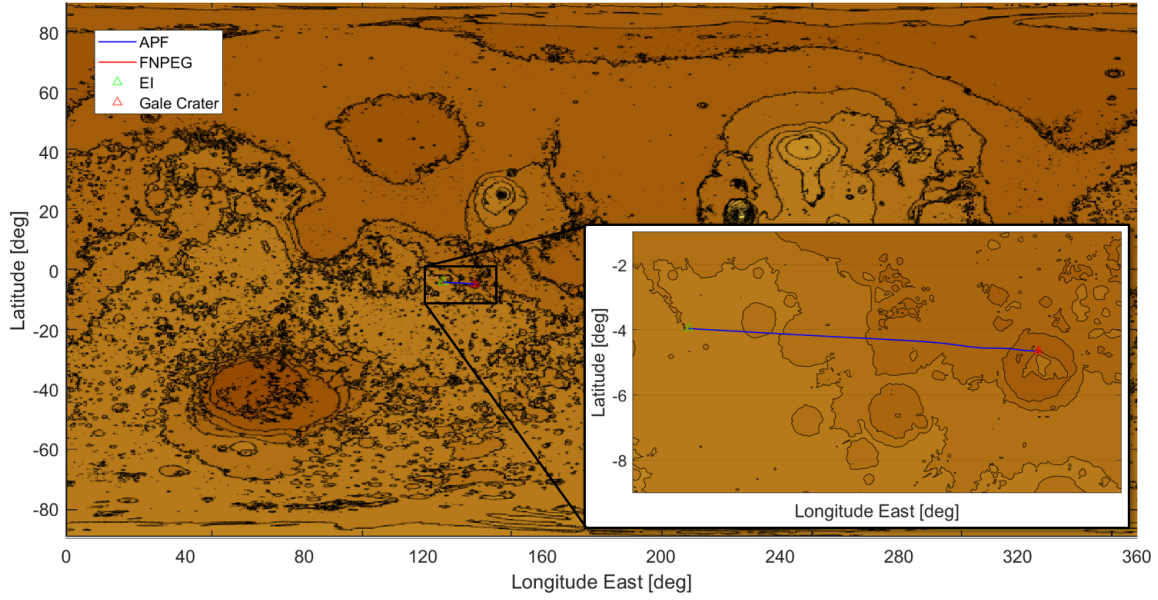 80
60
40
20
0
-20
-40
-60
-80
Latitude [deg]
APF
FNPEG
EI
Gale Crater
-2
-4
-6
-8
Latitude [deg]
Longitude East [deg]
0 40 80 120 160 200 240 280 320 360
Longitude East [deg]